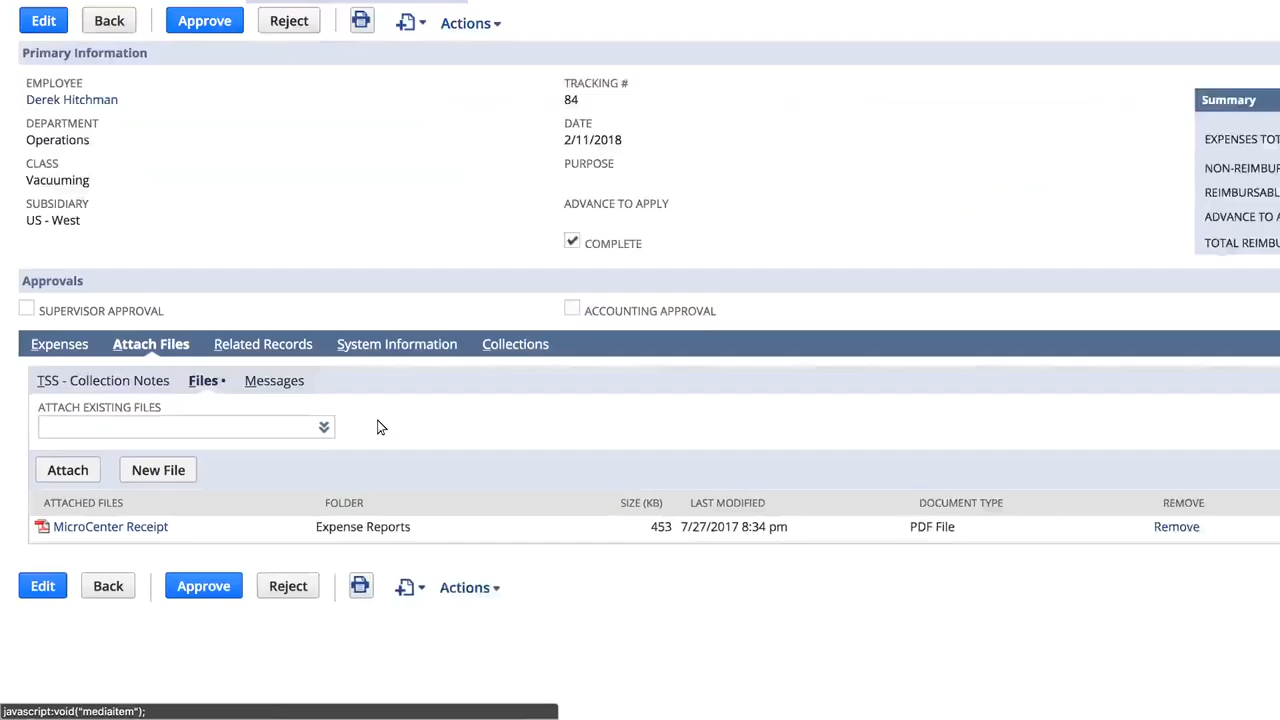 Edit Back Approve Reject Actions
Primary Information
EMPLOYEE TRACKING #
Derek Hitchman 84
Summary
DEPARTMENT DATE
Operations 2/11/2018
EXPENSES TOT
CLASS PURPOSE
NON-REIMBUR
Vacuuming
REIMBURSABL
SUBSIDIARY ADVANCE TO APPLY
US - West
ADVANCE TO A
COMPLETE
TOTAL REIMBU
Approvals
SUPERVISOR APPROVAL ACCOUNTING APPROVAL
Expenses Attach Files Related Records System Information Collections
TSS - Collection Notes Files • Messages
ATTACH EXISTING FILES
Attach New File
ATTACHED FILES FOLDER SIZE (KB) LAST MODIFIED DOCUMENT TYPE REMOVE
MicroCenter Receipt Expense Reports 453 7/27/2017 8:34 pm PDF File Remove
Edit Back Approve Reject Actions
javascript:void("mediaitem");